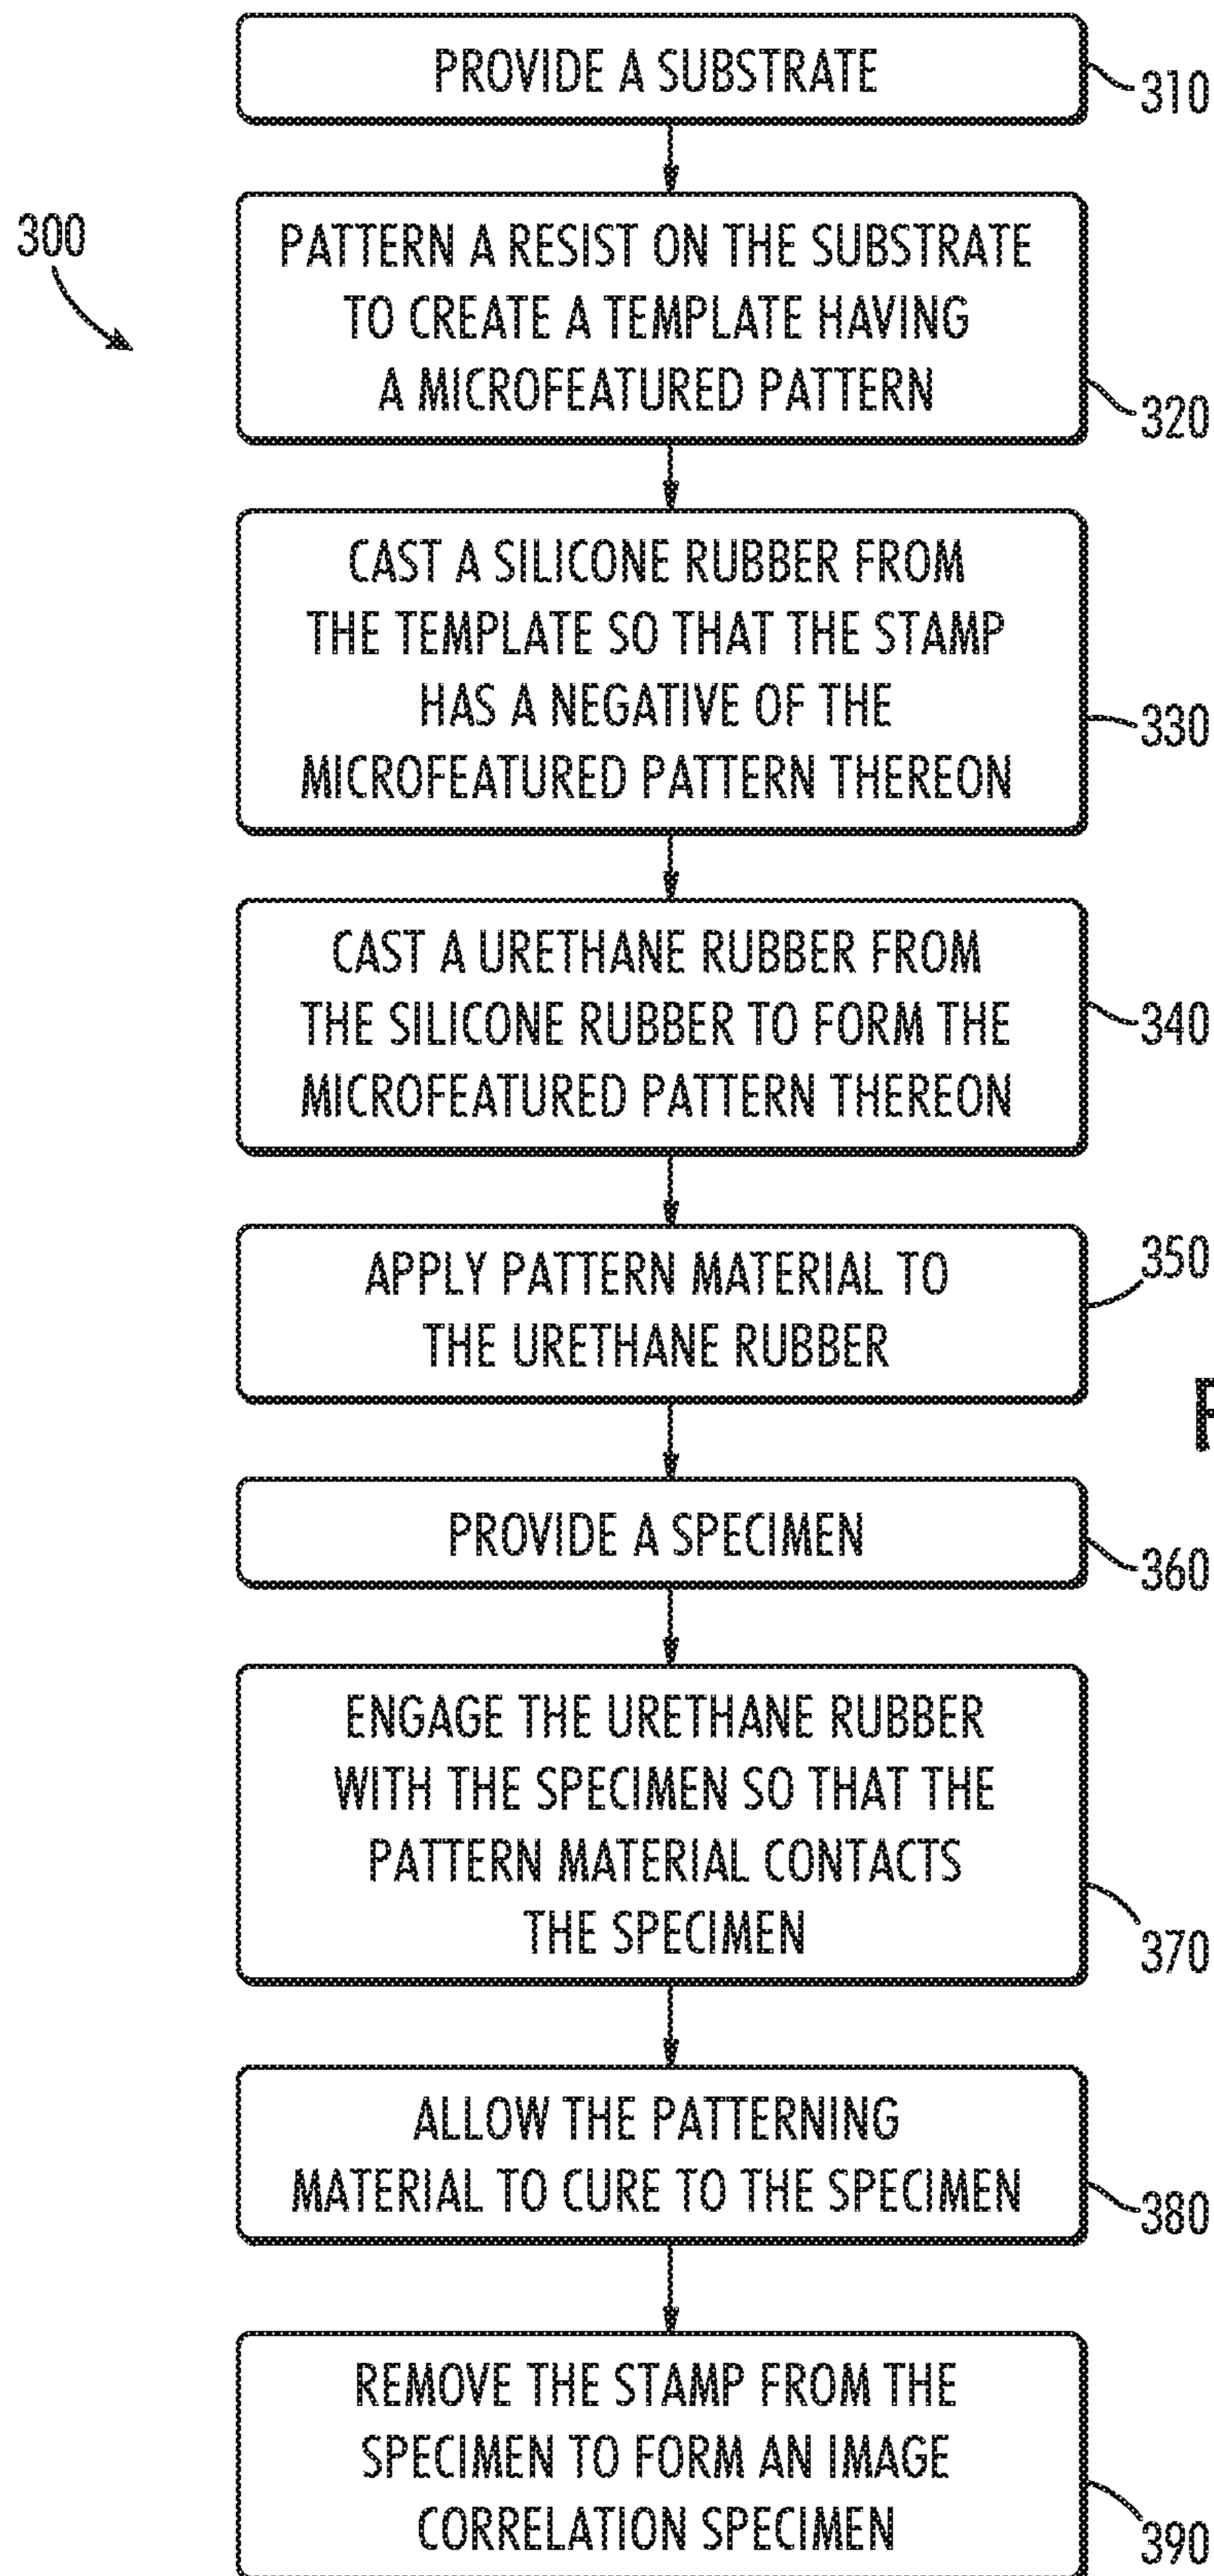 PROVIDE A SUBSTRATE
310
300
PATTERN A RESIST ON THE SUBSTRATE
TO CREATE A TEMPLATE HAVING
A MICROFEATURED PATTERN
320
CAST A SILICONE RUBBER FROM
THE TEMPLATE SO THAT THE STAMP
HAS A NEGATIVE OF THE
MICROFEATURED PATTERN THEREON
330
CAST A URETHANE RUBBER FROM
THE SILICONE RUBBER TO FORM THE
MICROFEATURED PATTERN THEREON
340
APPLY PATTERN MATERIAL TO
THE URETHANE RUBBER
350
PROVIDE A SPECIMEN
360
ENGAGE THE URETHANE RUBBER
WITH THE SPECIMEN SO THAT THE
PATTERN MATERIAL CONTACTS
THE SPECIMEN
370
ALLOW THE PATTERNING
MATERIAL TO CURE TO THE SPECIMEN
380
REMOVE THE STAMP FROM THE
SPECIMEN TO FORM AN IMAGE
CORRELATION SPECIMEN
390